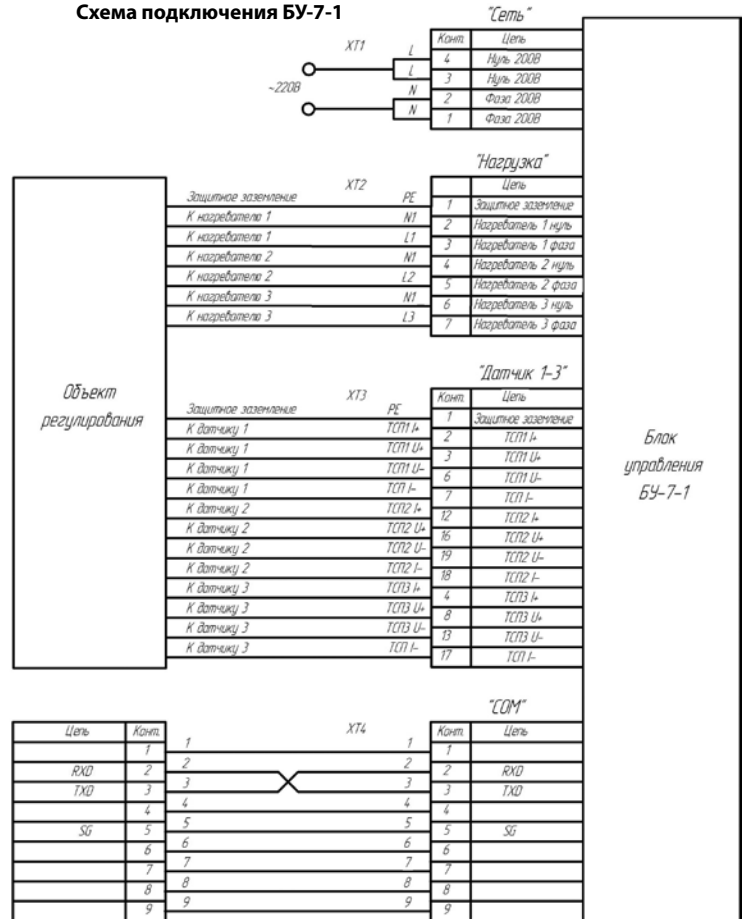 Схема подключения БУ-7-1
"Сеть"
XT1 L Конт. Цепь
L 4 Нуль 200В
~220В N 3 Нуль 200В
N 2 Фаза 200В
1 Фаза 200В
"Нагрузка"
XT2 Цепь
Защитное заземление PE 1 Защитное заземление
К нагревателю 1 N1 2 Нагреватель 1 нуль
К нагревателю 1 L1 3 Нагреватель 1 фаза
К нагревателю 2 N1 4 Нагреватель 2 нуль
К нагревателю 2 L2 5 Нагреватель 2 фаза
К нагревателю 3 N1 6 Нагреватель 3 нуль
К нагревателю 3 L3 7 Нагреватель 3 фаза
Объект
регулирования
"Датчик 1-3"
XT3 Конт. Цепь
Защитное заземление PE 1 Защитное заземление
К датчику 1 ТСП1 I+ 2 ТСП1 I+
К датчику 1 ТСП1 U+ 3 ТСП1 U+
К датчику 1 ТСП1 U- 6 ТСП1 U-
К датчику 1 ТСП I- 7 ТСП I-
К датчику 2 ТСП2 I+ 12 ТСП2 I+
К датчику 2 ТСП2 U+ 16 ТСП2 U+
К датчику 2 ТСП2 U- 19 ТСП2 U-
К датчику 2 ТСП2 I- 18 ТСП2 I-
К датчику 3 ТСП3 I+ 4 ТСП3 I+
К датчику 3 ТСП3 U+ 8 ТСП3 U+
К датчику 3 ТСП3 U- 13 ТСП3 U-
К датчику 3 ТСП I- 17 ТСП I-
Блок
управления
БУ-7-1
"COM"
Цепь Конт. XT4 Конт. Цепь
1 1 1 1
RXD 2 2 2 2 RXD
TXD 3 3 3 3 TXD
4 4 4 4
SG 5 5 5 5 SG
6 6 6 6
7 7 7 7
8 8 8 8
9 9 9 9